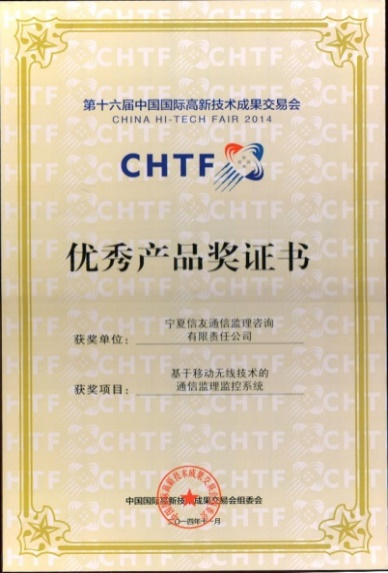 第十六届中国国际高新技术成果交易会
CHINA HI-TECH FAIR 2014
CHTF
优秀产品奖证书
获奖单位：宁夏信友通信监理咨询
有限责任公司
获奖项目：基于移动无线技术的
通信监理监控系统
中国国际高新技术成果交易会组委会
二〇一四年十一月